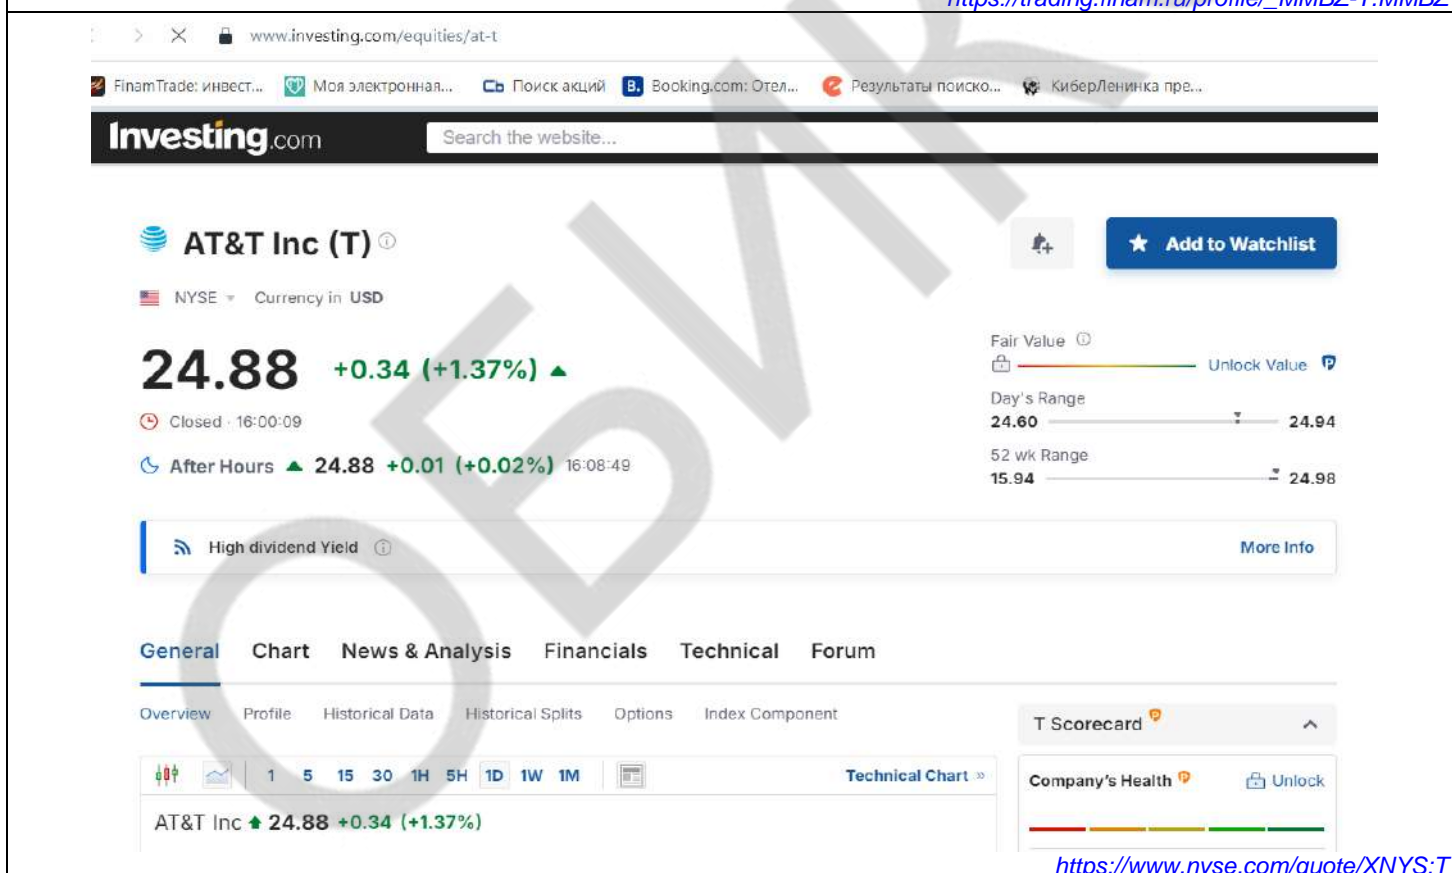 https://trading.finam.ru/profile/_MMBZ-T.MMBZ
www.investing.com/equities/at-t
FinamTrade: инвест... Моя электронная... Сь Поиск акций B. Booking.com: Отел... Результаты поиско... КиберЛенинка пре...
Investing.com Search the website...
AT&T Inc (T)
Add to Watchlist
NYSE Currency in USD
24.88 +0.34 (+1.37%)
Fair Value
Unlock Value
Closed · 16:00:09
Day's Range
24.60 24.94
After Hours 24.88 +0.01 (+0.02%) 16:08:49
52 wk Range
15.94 24.98
High dividend Yield More Info
General Chart News & Analysis Financials Technical Forum
Overview Profile Historical Data Historical Splits Options Index Component
T Scorecard
1 5 15 30 1H 5H 1D 1W 1M Technical Chart »
Company's Health Unlock
AT&T Inc 24.88 +0.34 (+1.37%)
https://www.nyse.com/quote/XNYS:T
ОБИК